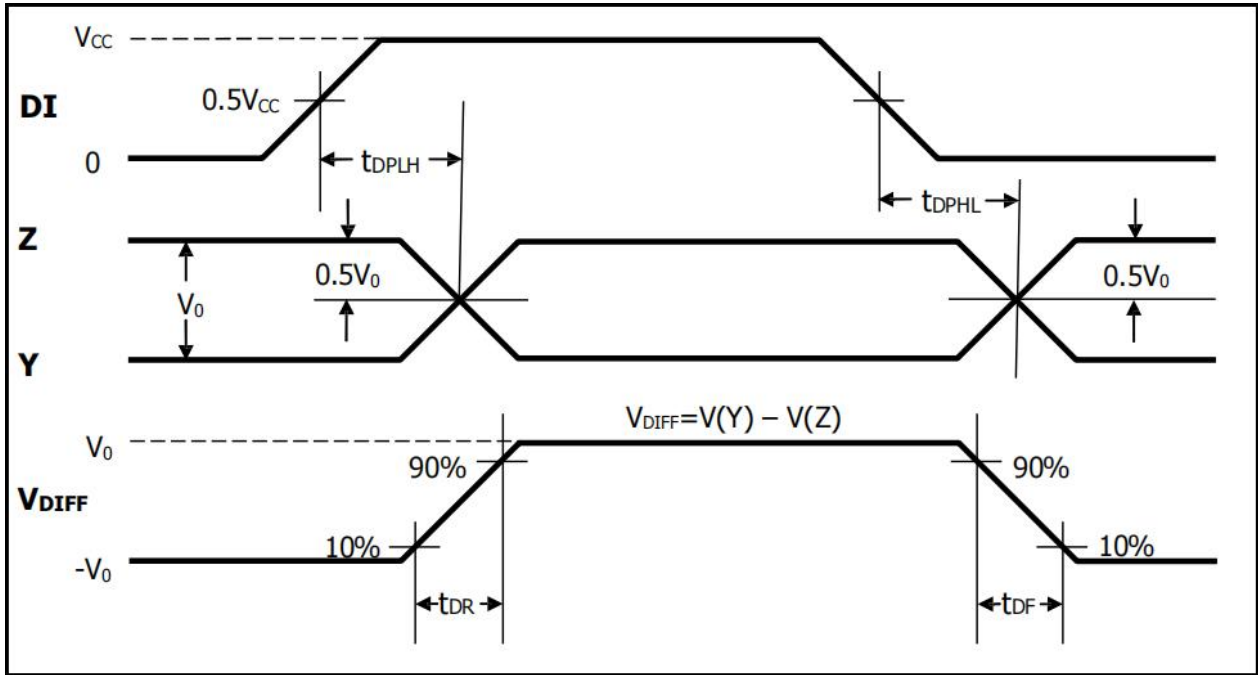 VCC
DI
0.5VCC
0
tDPLH
tDPHL
Z
0.5V0
0.5V0
V0
Y
VDIFF=V(Y) – V(Z)
V0
90%
90%
VDIFF
10%
10%
-V0
tDR
tDF